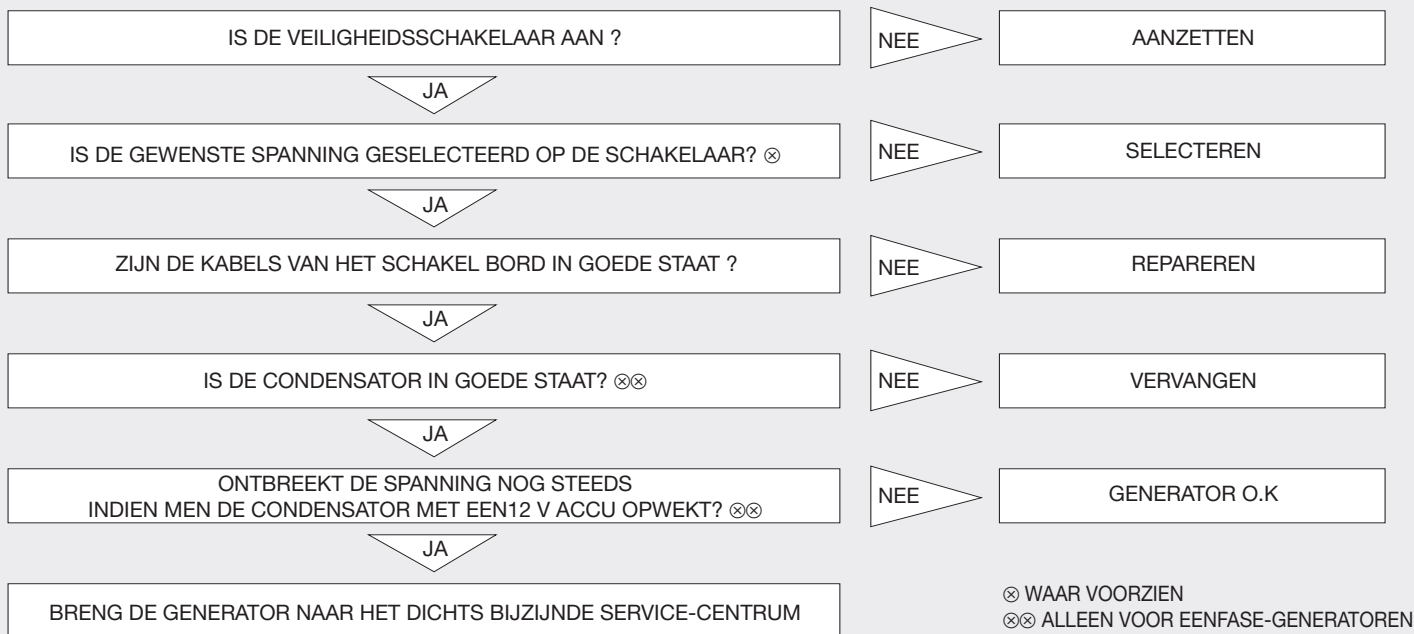 IS DE VEILIGHEIDSSCHAKELAAR AAN ?
NEE
AANZETTEN
JA
IS DE GEWENSTE SPANNING GESELECTEERD OP DE SCHAKELAAR? ⊗
NEE
SELECTEREN
JA
ZIJN DE KABELS VAN HET SCHAKEL BORD IN GOEDE STAAT ?
NEE
REPAREREN
JA
IS DE CONDENSATOR IN GOEDE STAAT? ⊗⊗
NEE
VERVANGEN
JA
ONTBREEKT DE SPANNING NOG STEEDS
INDIEN MEN DE CONDENSATOR MET EEN12 V ACCU OPWEKT? ⊗⊗
NEE
GENERATOR O.K
JA
BRENG DE GENERATOR NAAR HET DICHTS BIJZIJNDE SERVICE-CENTRUM
⊗ WAAR VOORZIEN
⊗⊗ ALLEEN VOOR EENFASE-GENERATOREN